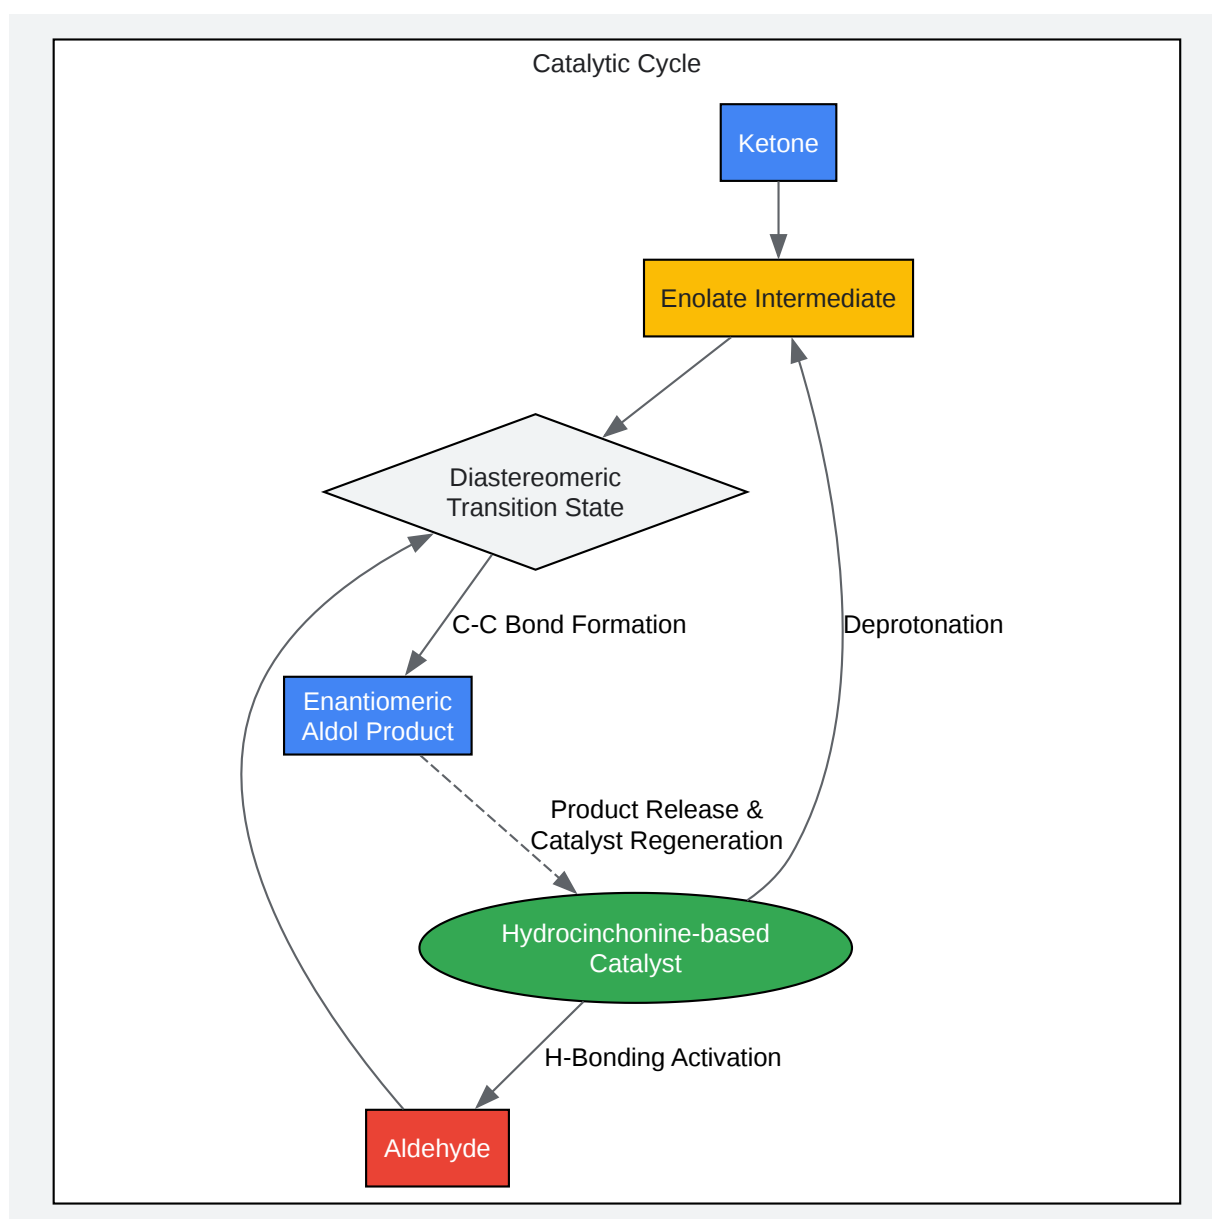 Catalytic Cycle
Ketone
Enolate Intermediate
Diastereomeric
Transition State
C-C Bond Formation
Deprotonation
Enantiomeric
Aldol Product
Product Release &
Catalyst Regeneration
Hydrocinchonine-based
Catalyst
H-Bonding Activation
Aldehyde